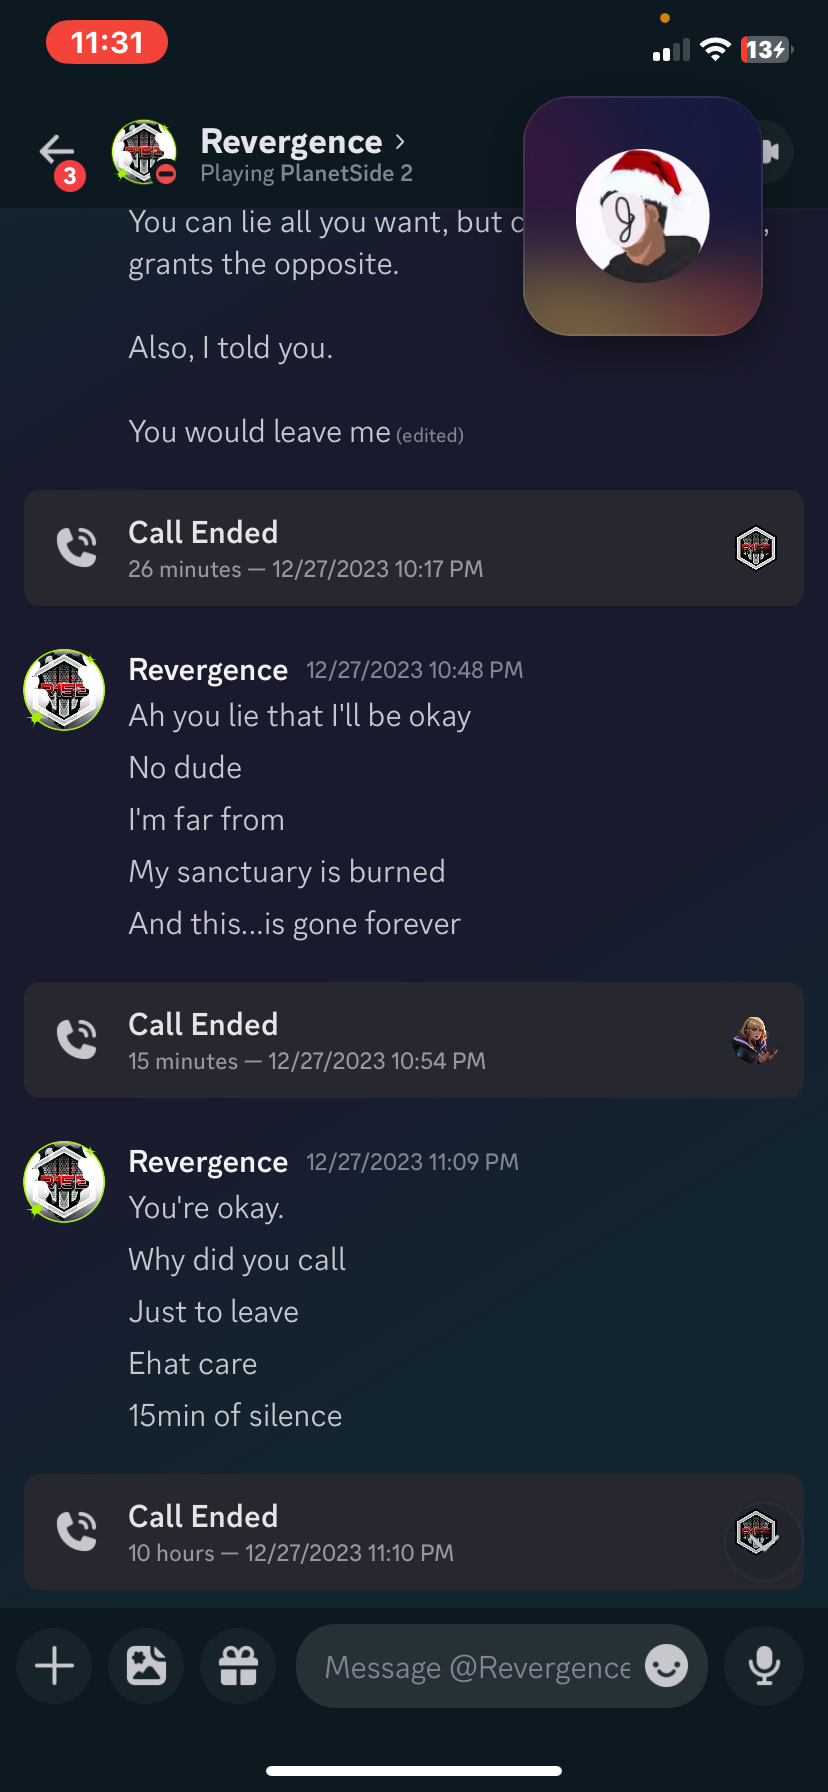 11:31
13
Revergence
3
Playing PlanetSide 2
You can lie all you want, but
grants the opposite.
Also, I told you.
You would leave me (edited)
Call Ended
26 minutes — 12/27/2023 10:17 PM
Revergence 12/27/2023 10:48 PM
Ah you lie that I'll be okay
No dude
I'm far from
My sanctuary is burned
And this...is gone forever
Call Ended
15 minutes — 12/27/2023 10:54 PM
Revergence 12/27/2023 11:09 PM
You're okay.
Why did you call
Just to leave
Ehat care
15min of silence
Call Ended
10 hours — 12/27/2023 11:10 PM
Message @Revergence